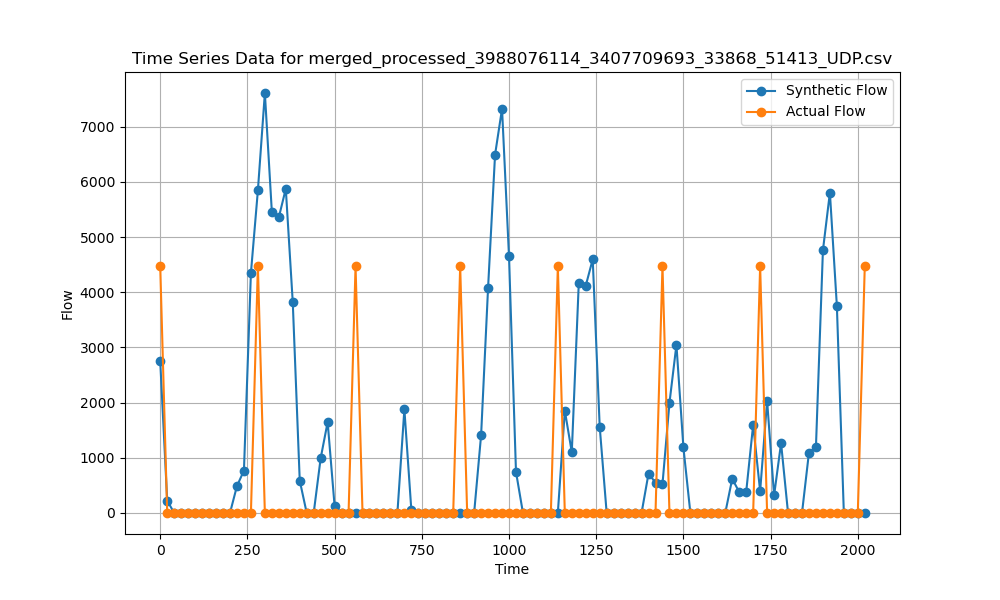 Time Series Data for merged_processed_3988076114_3407709693_33868_51413_UDP.csv
Synthetic Flow
Actual Flow
7000
6000
5000
4000
3000
2000
1000
0
Flow
0 250 500 750 1000 1250 1500 1750 2000
Time